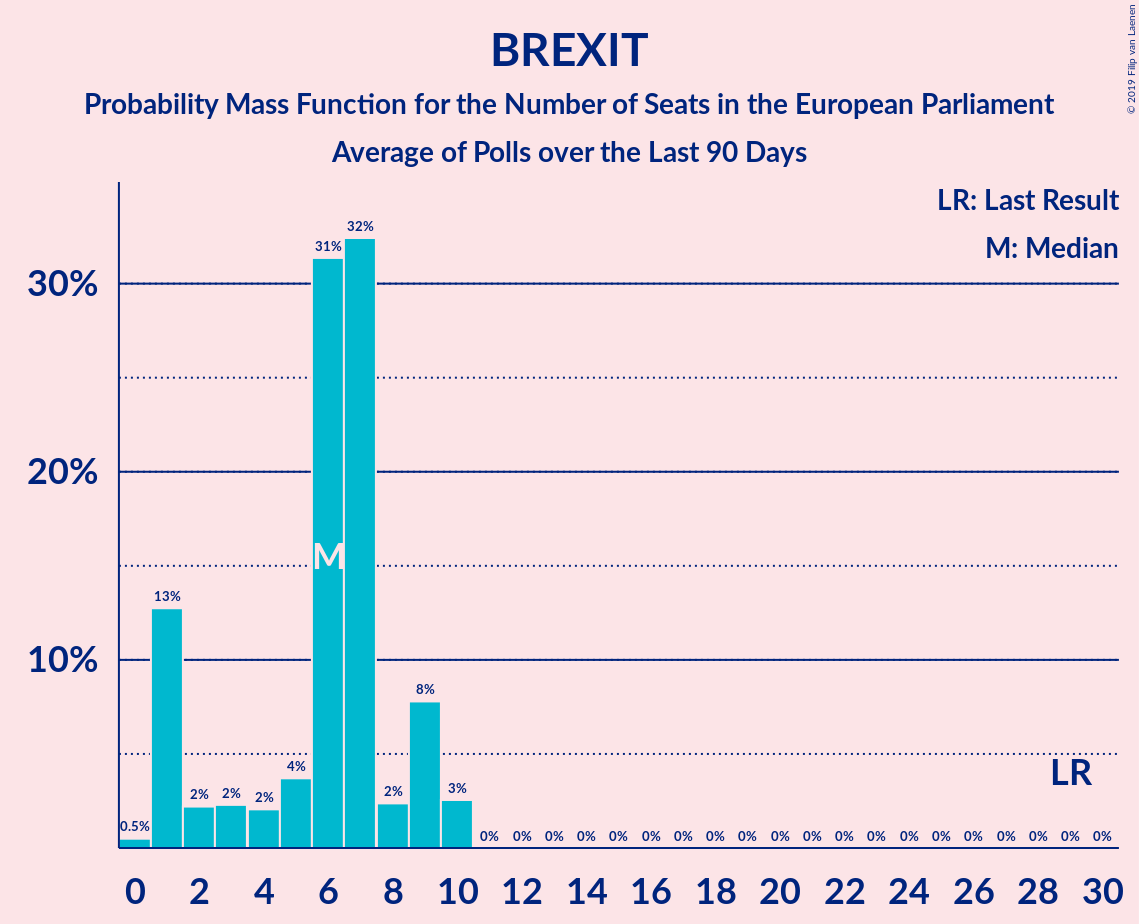 BREXIT
Probability Mass Function for the Number of Seats in the European Parliament
Average of Polls over the Last 90 Days
© 2019 Filip van Laenen
LR: Last Result
M: Median
30%
20%
10%
0.5% 13% 2% 2% 2% 4% 31% 32% 2% 8% 3% 0% 0% 0% 0% 0% 0% 0% 0% 0% 0% 0% 0% 0% 0% 0% 0% 0% 0% 0% 0%
M
LR
0 2 4 6 8 10 12 14 16 18 20 22 24 26 28 30